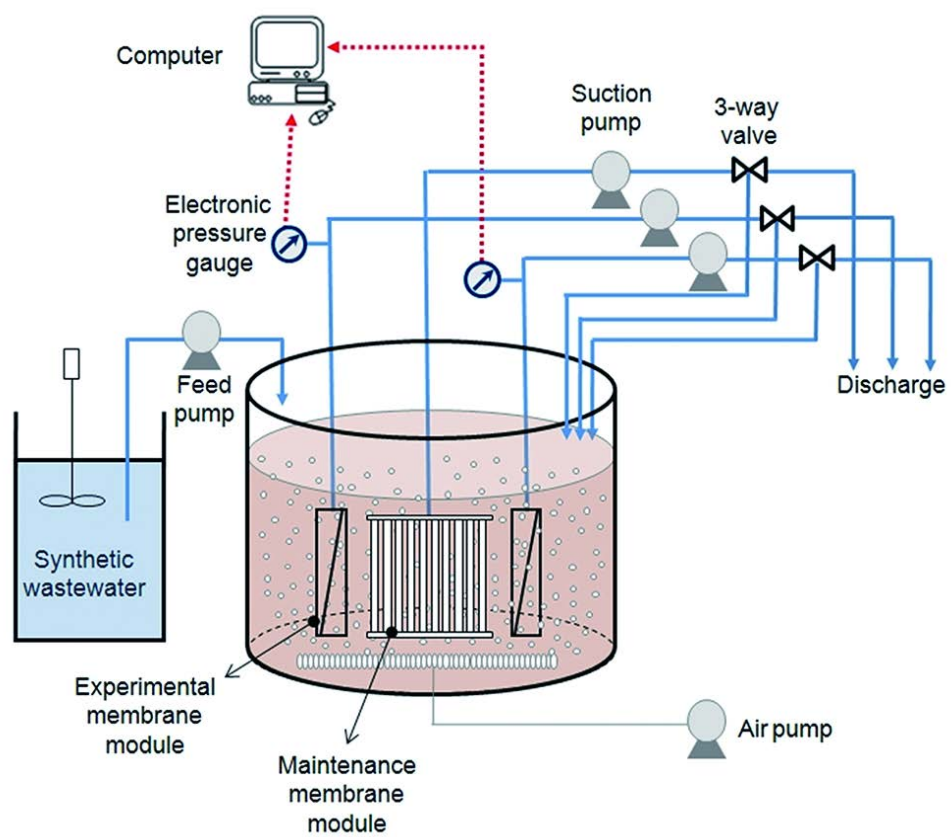 Computer
Suction
pump
3-way
valve
Electronic
pressure
gauge
Feed
pump
Discharge
Synthetic
wastewater
Experimental
membrane
module
Air pump
Maintenance
membrane
module